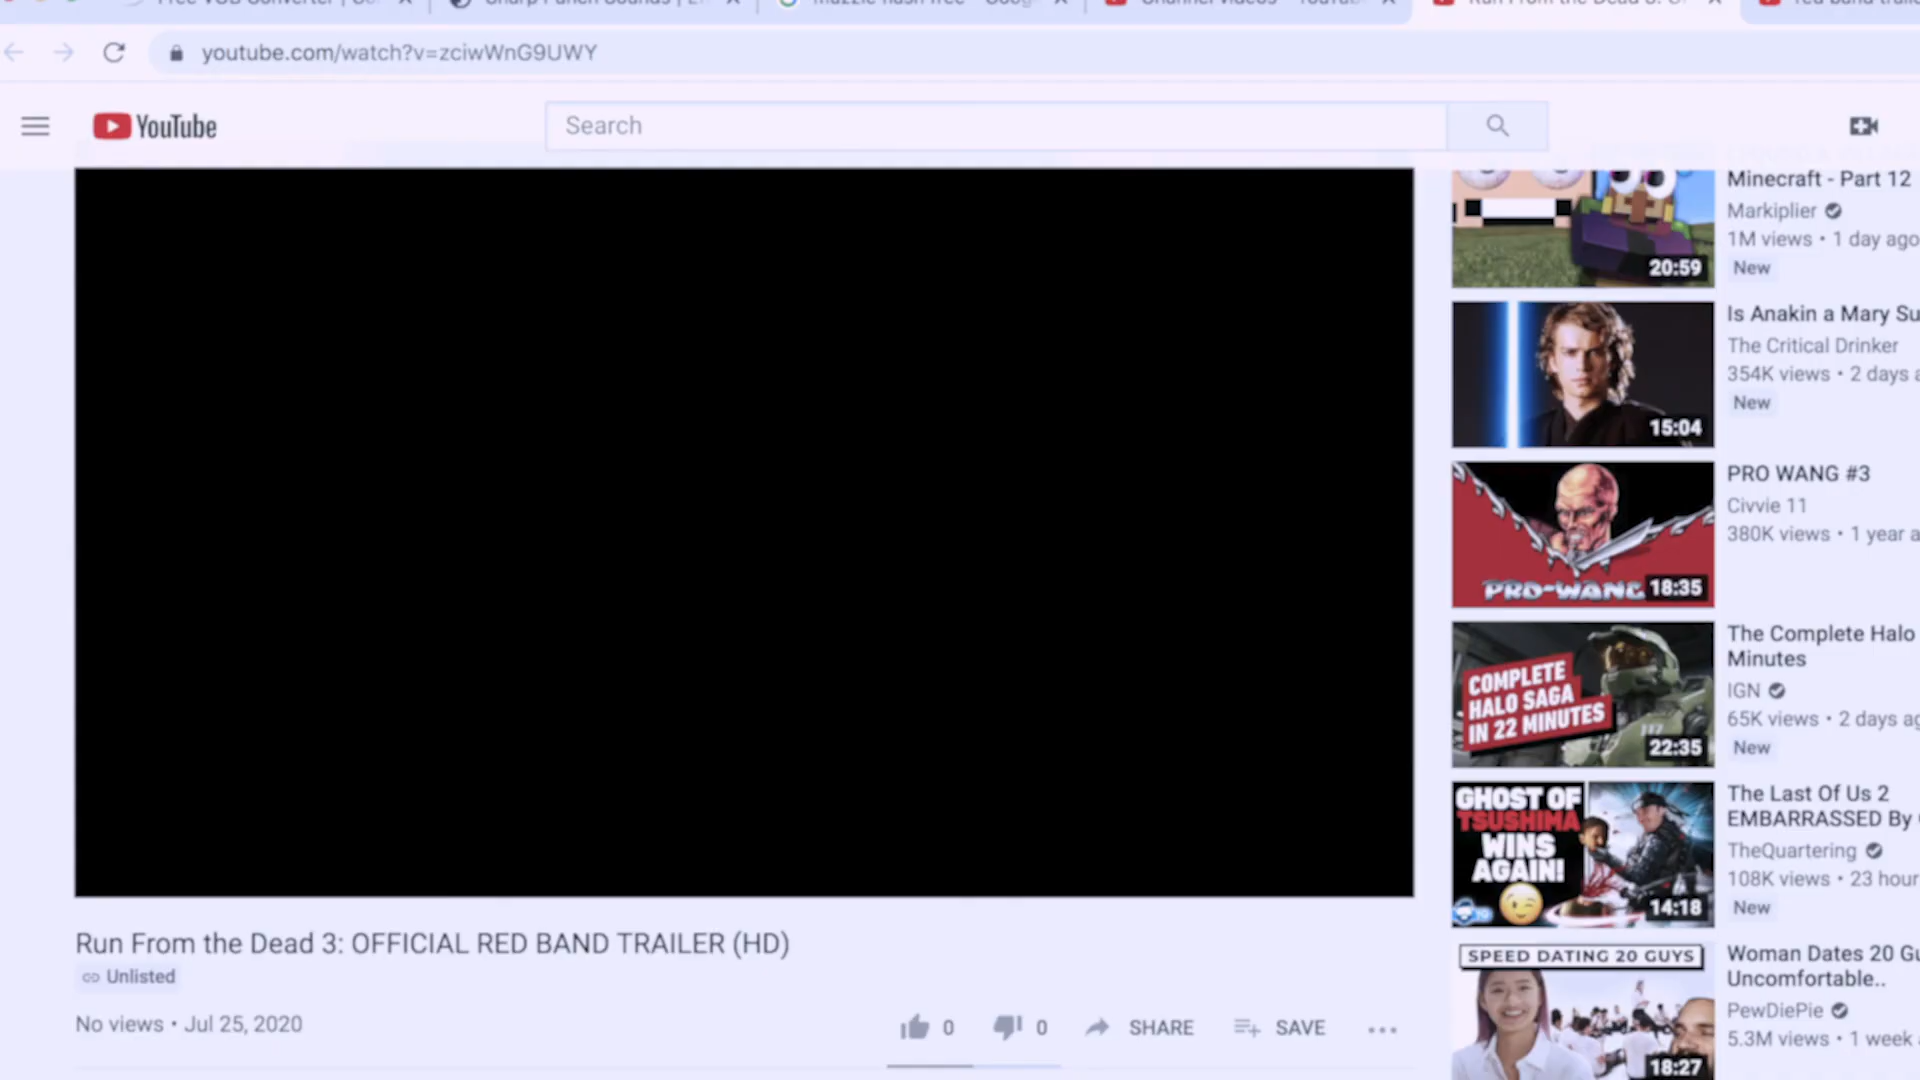 youtube.com/watch?v=zciwWnG9UWY
YouTube
Search
Minecraft - Part 12
Markiplier
1M views • 1 day ago
New
20:59
Is Anakin a Mary Su
The Critical Drinker
354K views • 2 days a
New
15:04
PRO WANG #3
Civvie 11
380K views • 1 year a
PRO-WANG
18:35
The Complete Halo
Minutes
IGN
65K views • 2 days ag
New
COMPLETE
HALO SAGA
IN 22 MINUTES
22:35
The Last Of Us 2
EMBARRASSED By
TheQuartering
108K views • 23 hour
New
GHOST OF
TSUSHIMA
WINS
AGAIN!
14:18
Woman Dates 20 Gu
Uncomfortable..
PewDiePie
5.3M views • 1 week
SPEED DATING 20 GUYS
18:27
Run From the Dead 3: OFFICIAL RED BAND TRAILER (HD)
Unlisted
No views • Jul 25, 2020
0
0
SHARE
SAVE